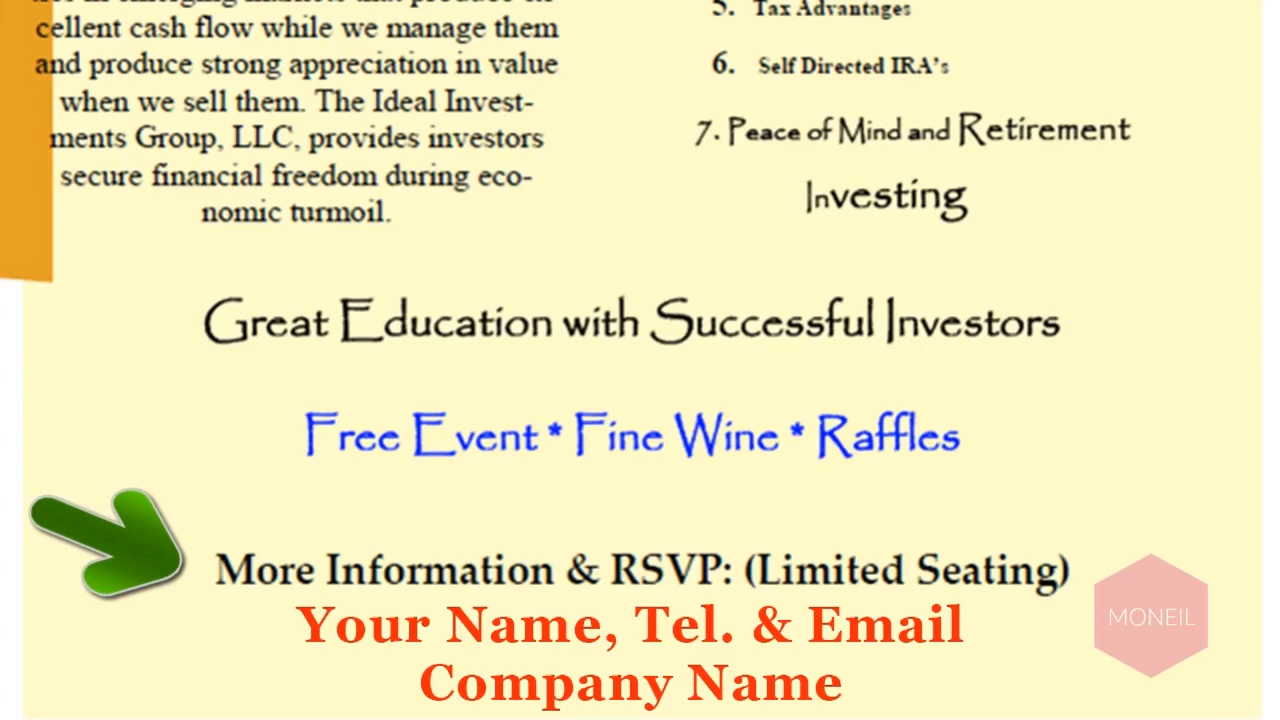 cellent cash flow while we manage them
and produce strong appreciation in value
when we sell them. The Ideal Invest-
ments Group, LLC, provides investors
secure financial freedom during eco-
nomic turmoil.
5. Tax Advantages
6. Self Directed IRA's
7. Peace of Mind and Retirement
Investing
Great Education with Successful Investors
Free Event * Fine Wine * Raffles
More Information & RSVP: (Limited Seating)
Your Name, Tel. & Email
Company Name
MONEIL